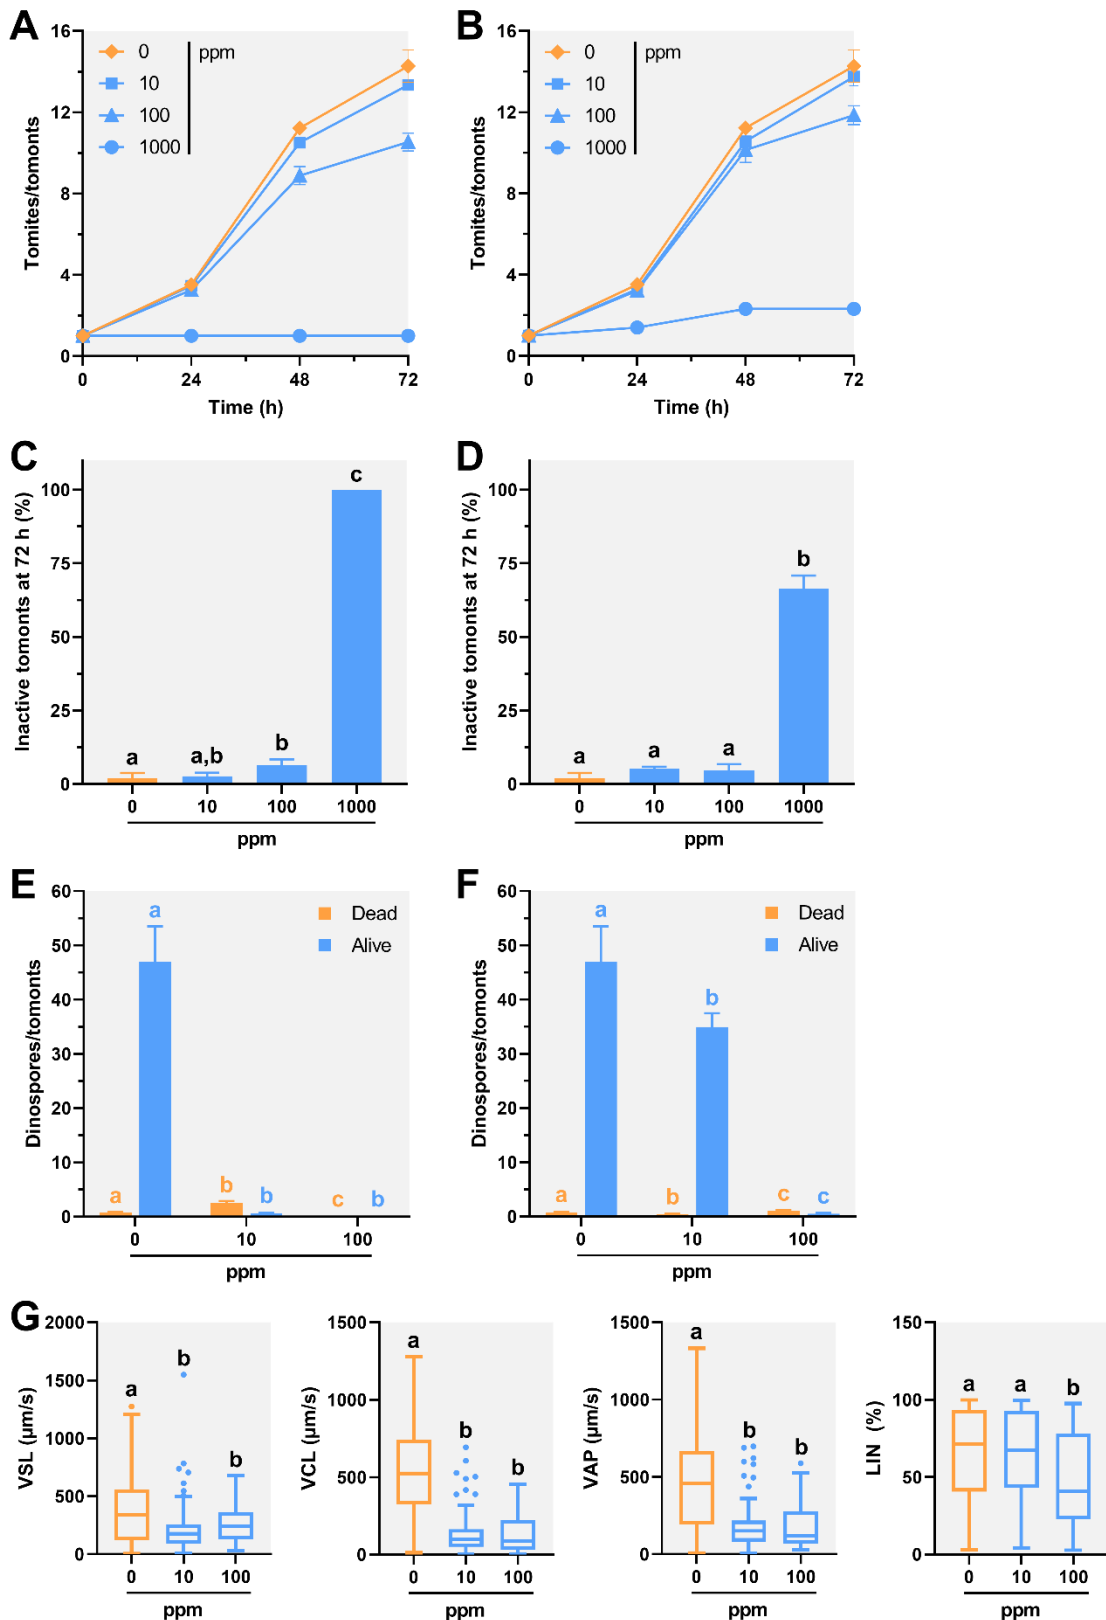 A
16
12
8
4
0
Tomites/tomonts
0
10
100
1000
ppm
0
24
48
72
Time (h)
B
16
12
8
4
0
Tomites/tomonts
0
10
100
1000
ppm
0
24
48
72
Time (h)
C
100
75
50
25
0
Inactive tomonts at 72 h (%)
a
a,b
b
c
0
10
100
1000
ppm
D
100
75
50
25
0
Inactive tomonts at 72 h (%)
a
a
a
b
0
10
100
1000
ppm
E
60
50
40
30
20
10
0
Dinospores/tomonts
Dead
Alive
a
a
b
b
c
b
0
10
100
ppm
F
60
50
40
30
20
10
0
Dinospores/tomonts
Dead
Alive
a
a
b
b
c
c
0
10
100
ppm
G
2000
1500
1000
500
0
VSL (µm/s)
a
b
b
0
10
100
ppm
1500
1000
500
0
VCL (µm/s)
a
b
b
0
10
100
ppm
1500
1000
500
0
VAP (µm/s)
a
b
b
0
10
100
ppm
150
100
50
0
LIN (%)
a
a
b
0
10
100
ppm